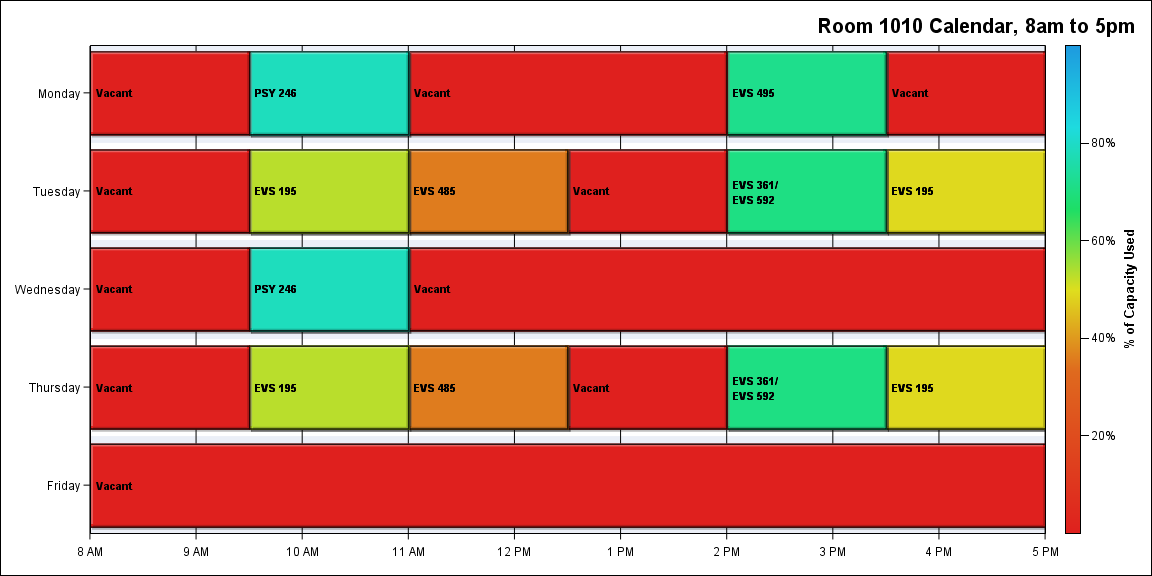 Room 1010 Calendar, 8am to 5pm
Monday
Vacant
PSY 246
Vacant
EVS 495
Vacant
Tuesday
Vacant
EVS 195
EVS 485
Vacant
EVS 361/
EVS 592
EVS 195
Wednesday
Vacant
PSY 246
Vacant
Thursday
Vacant
EVS 195
EVS 485
Vacant
EVS 361/
EVS 592
EVS 195
Friday
Vacant
8 AM
9 AM
10 AM
11 AM
12 PM
1 PM
2 PM
3 PM
4 PM
5 PM
80%
60%
40%
20%
% of Capacity Used